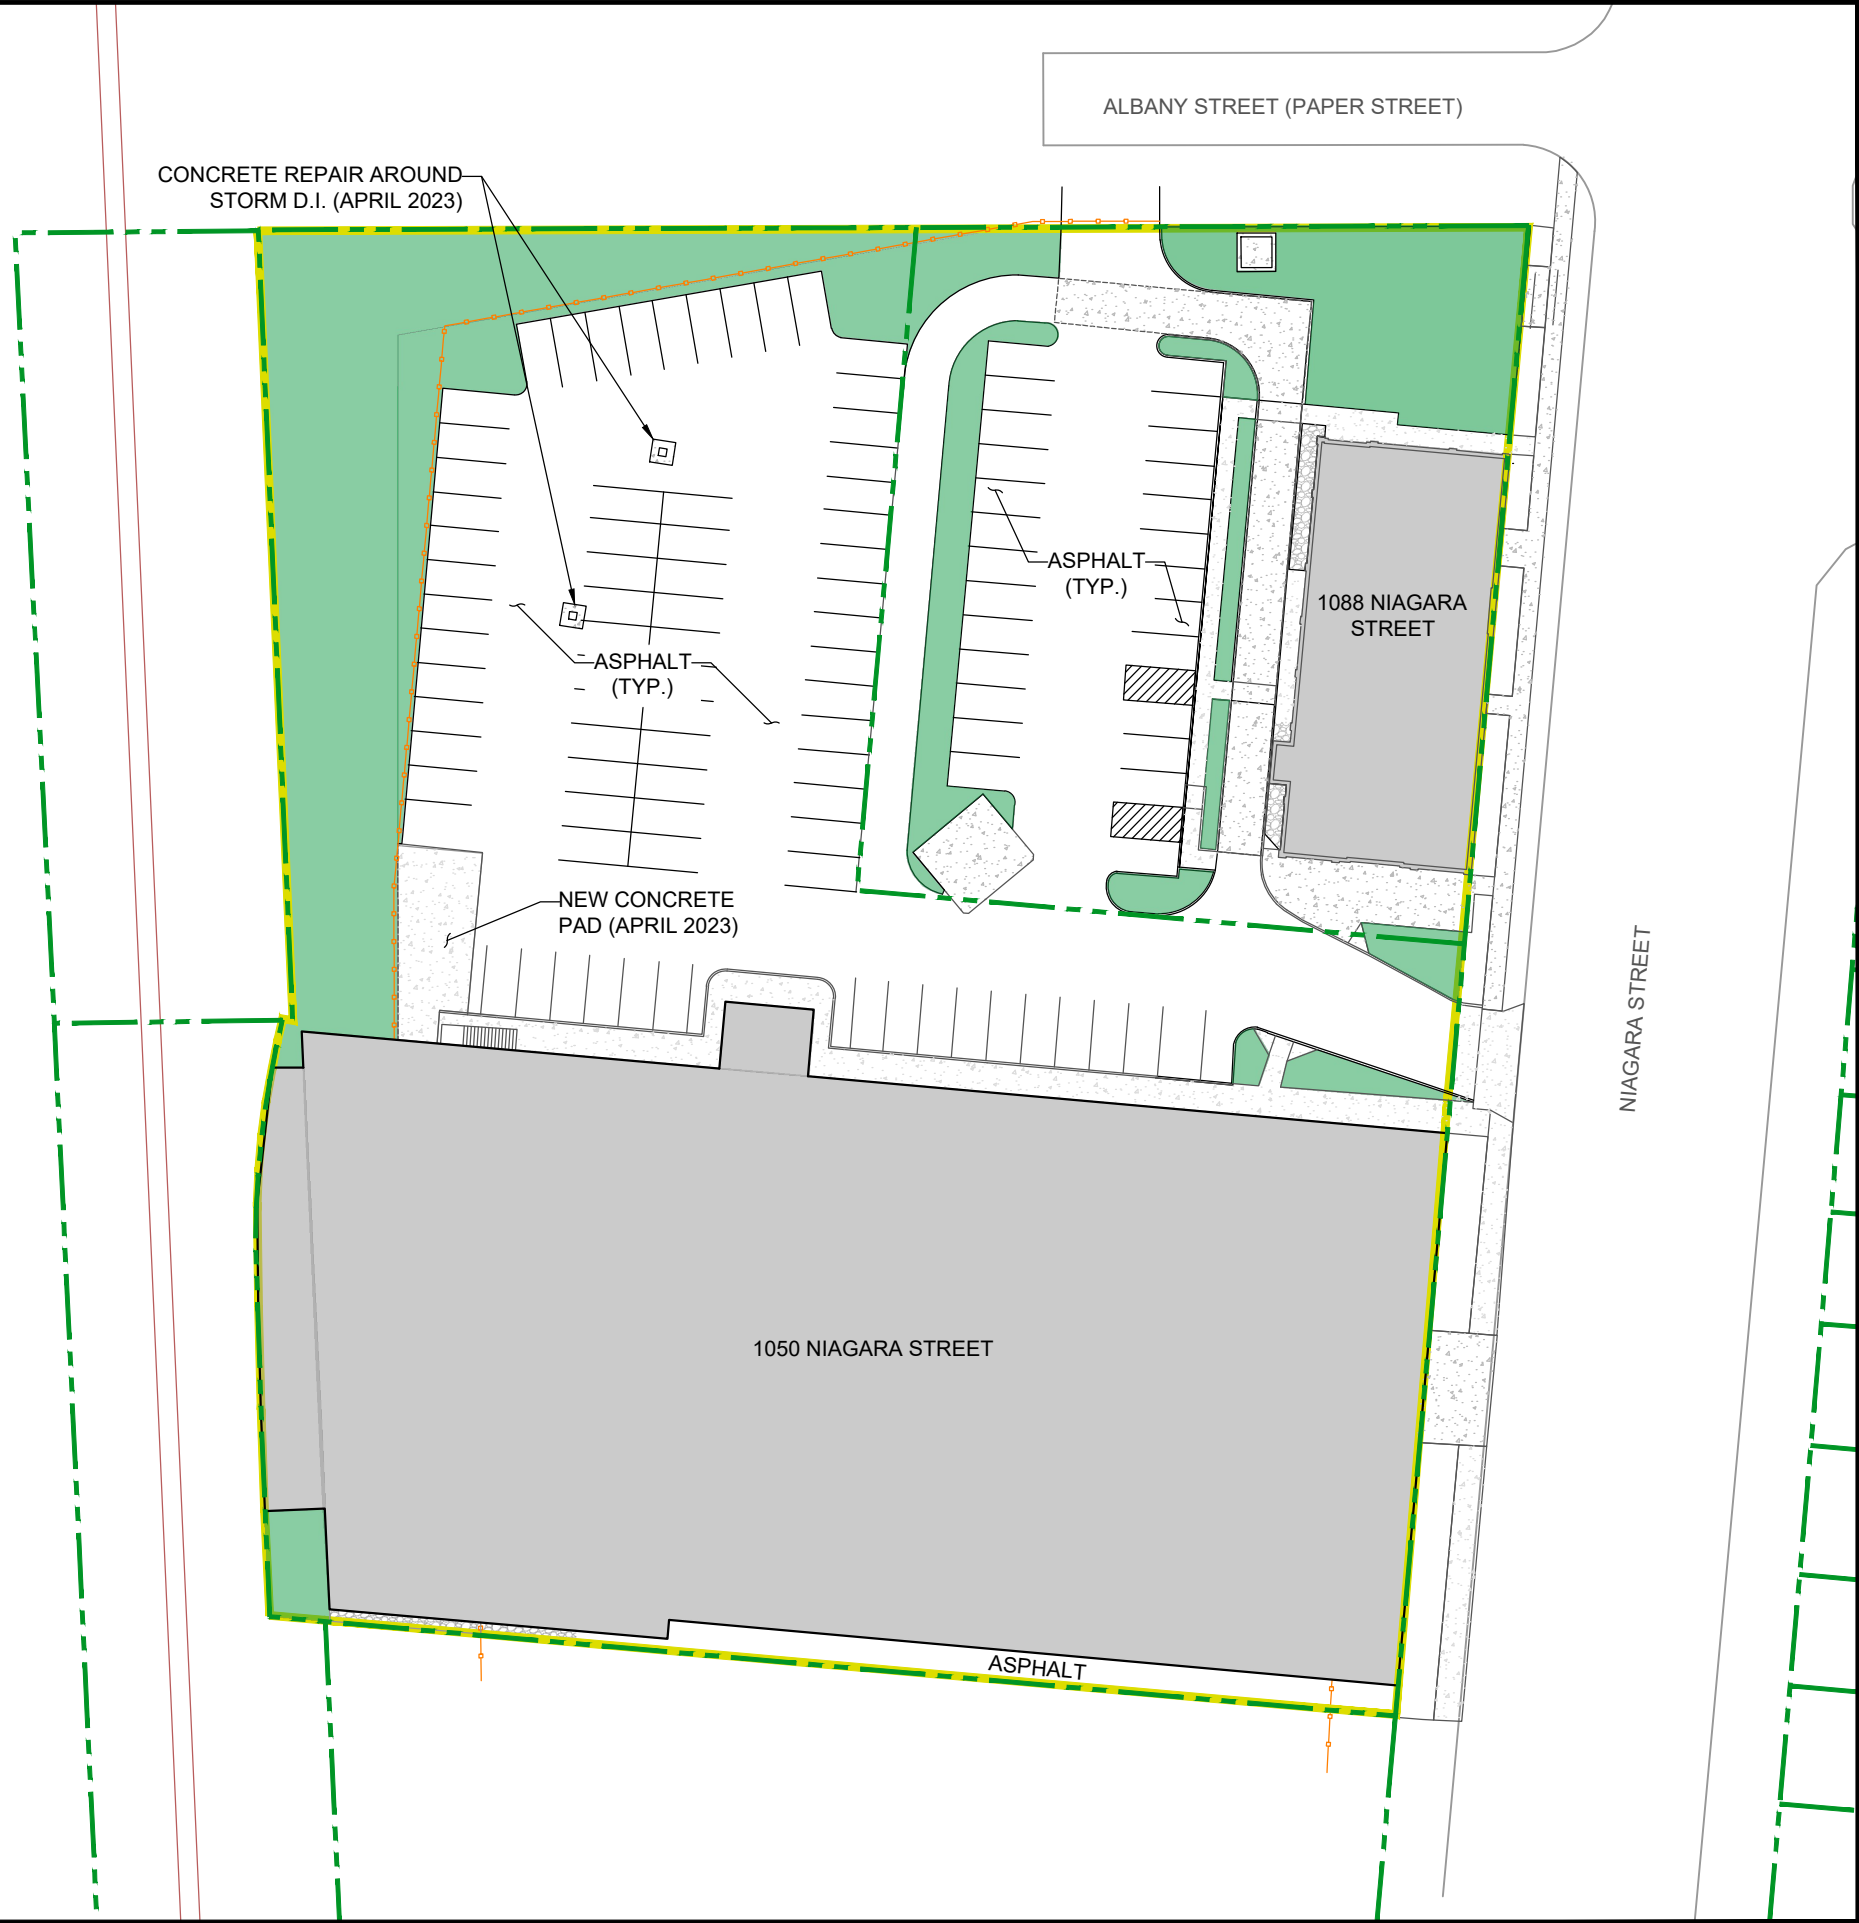 ALBANY STREET (PAPER STREET)
CONCRETE REPAIR AROUND
STORM D.I. (APRIL 2023)
ASPHALT
(TYP.)
1088 NIAGARA
STREET
ASPHALT
(TYP.)
NEW CONCRETE
PAD (APRIL 2023)
NIAGARA STREET
1050 NIAGARA STREET
ASPHALT